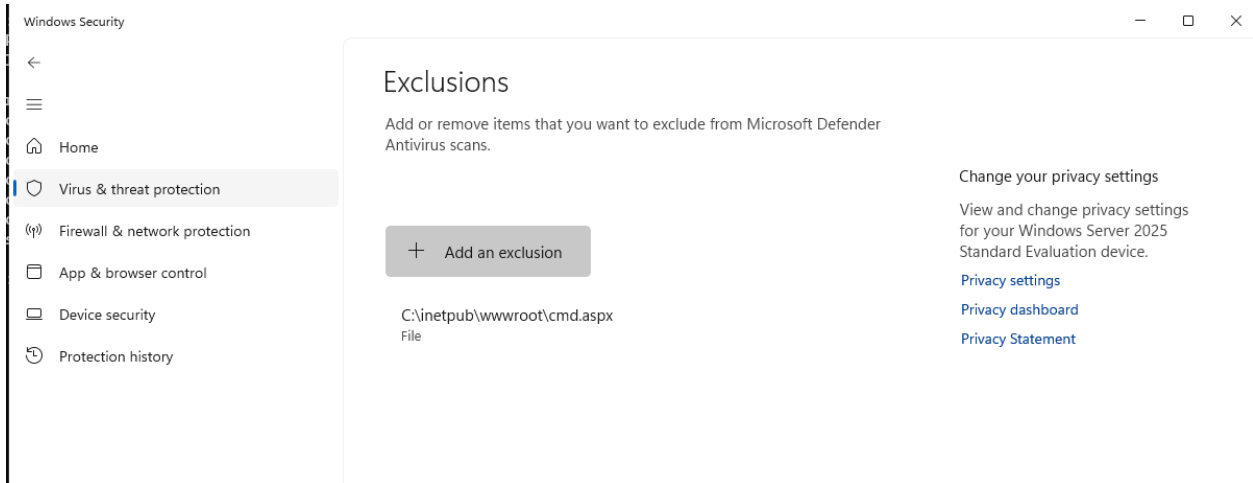 Windows Security
Home
Virus & threat protection
Firewall & network protection
App & browser control
Device security
Protection history
Exclusions
Add or remove items that you want to exclude from Microsoft Defender
Antivirus scans.
Add an exclusion
C:\inetpub\wwwroot\cmd.aspx
File
Change your privacy settings
View and change privacy settings
for your Windows Server 2025
Standard Evaluation device.
Privacy settings
Privacy dashboard
Privacy Statement